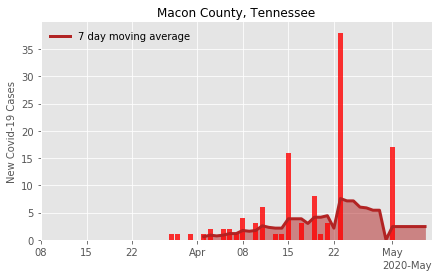 Macon County, Tennessee
7 day moving average
New Covid-19 Cases
35
30
25
20
15
10
5
0
08
15
22
Apr
08
15
22
May
2020-May